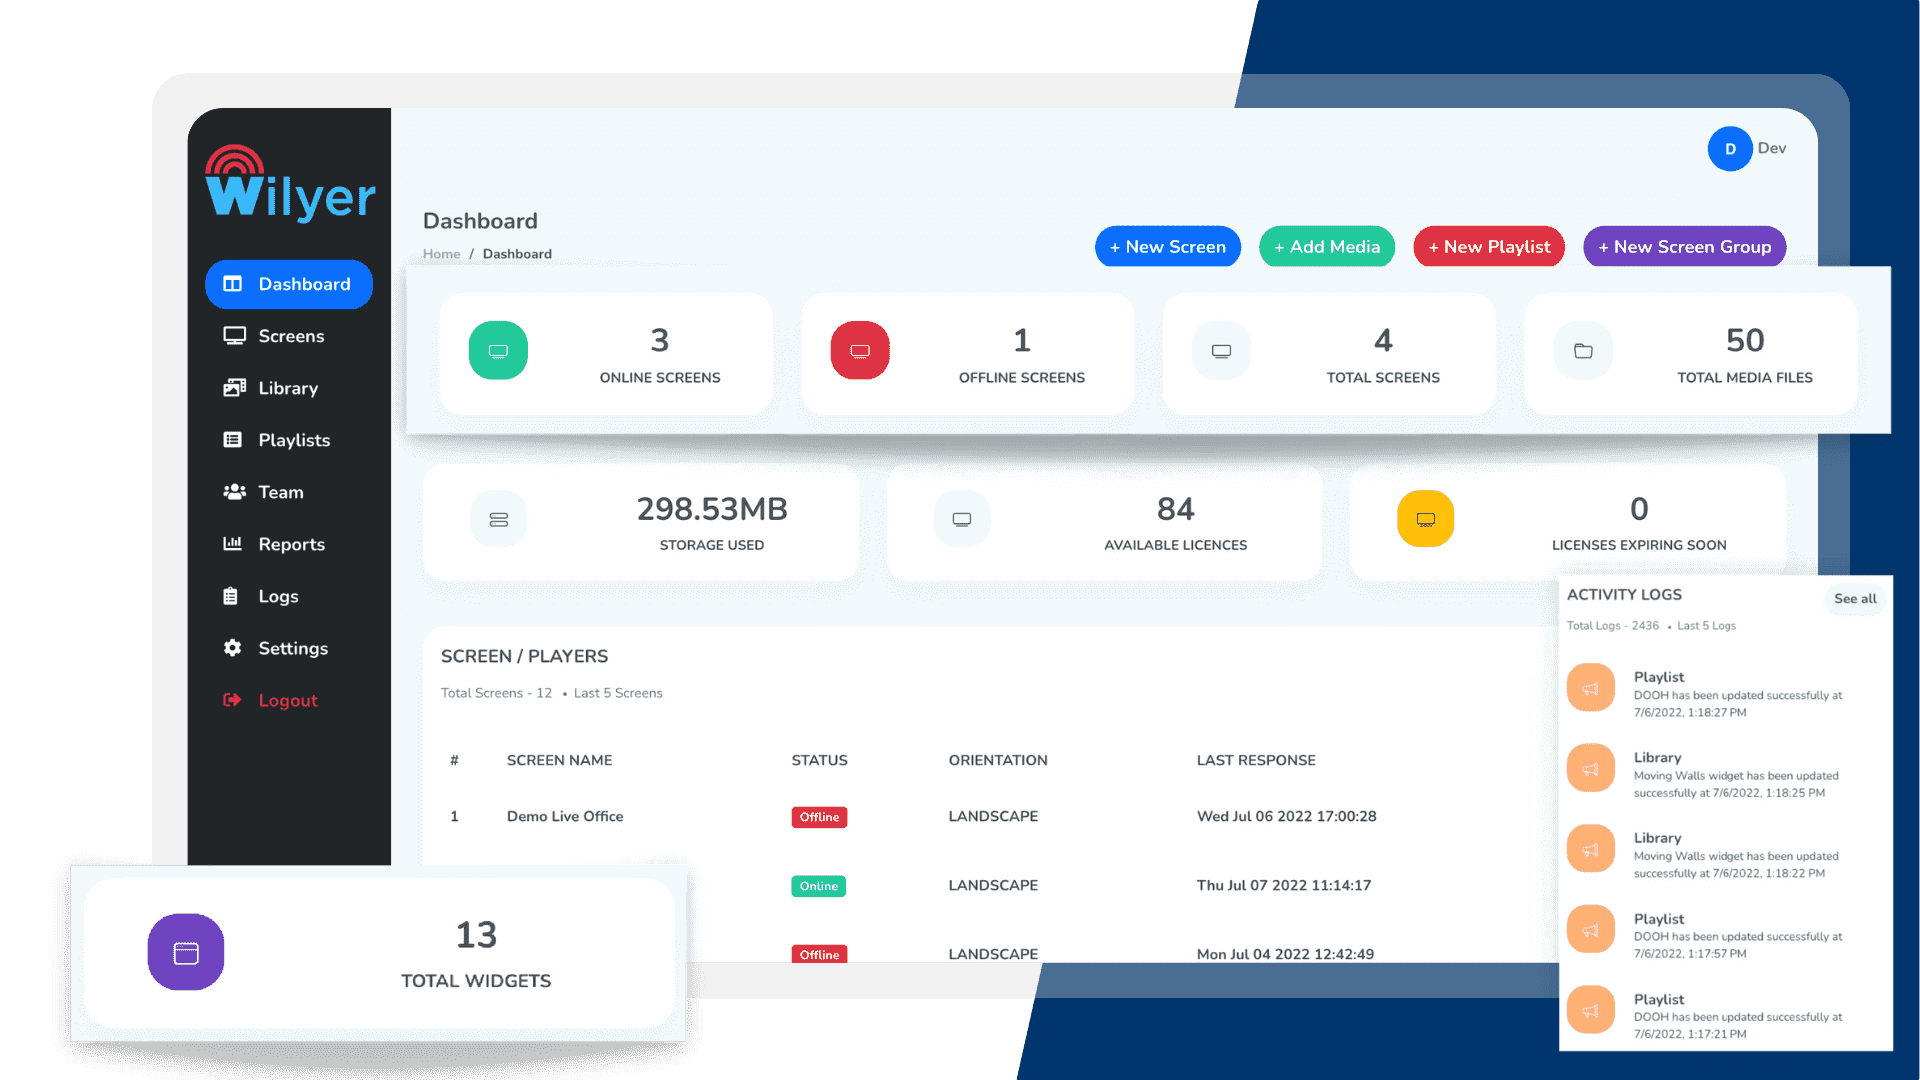 Wilyer
Dashboard
Screens
Library
Playlists
Team
Reports
Logs
Settings
Logout
D Dev
Dashboard
Home / Dashboard
+ New Screen
+ Add Media
+ New Playlist
+ New Screen Group
3
ONLINE SCREENS
1
OFFLINE SCREENS
4
TOTAL SCREENS
50
TOTAL MEDIA FILES
298.53MB
STORAGE USED
84
AVAILABLE LICENCES
0
LICENSES EXPIRING SOON
SCREEN / PLAYERS
Total Screens - 12 • Last 5 Screens
# SCREEN NAME STATUS ORIENTATION LAST RESPONSE
1 Demo Live Office Offline LANDSCAPE Wed Jul 06 2022 17:00:28
Online LANDSCAPE Thu Jul 07 2022 11:14:17
Offline LANDSCAPE Mon Jul 04 2022 12:42:49
13
TOTAL WIDGETS
ACTIVITY LOGS
See all
Total Logs - 2436 • Last 5 Logs
Playlist
DOOH has been updated successfully at
7/6/2022, 1:18:27 PM
Library
Moving Walls widget has been updated
successfully at 7/6/2022, 1:18:25 PM
Library
Moving Walls widget has been updated
successfully at 7/6/2022, 1:18:22 PM
Playlist
DOOH has been updated successfully at
7/6/2022, 1:17:57 PM
Playlist
DOOH has been updated successfully at
7/6/2022, 1:17:21 PM